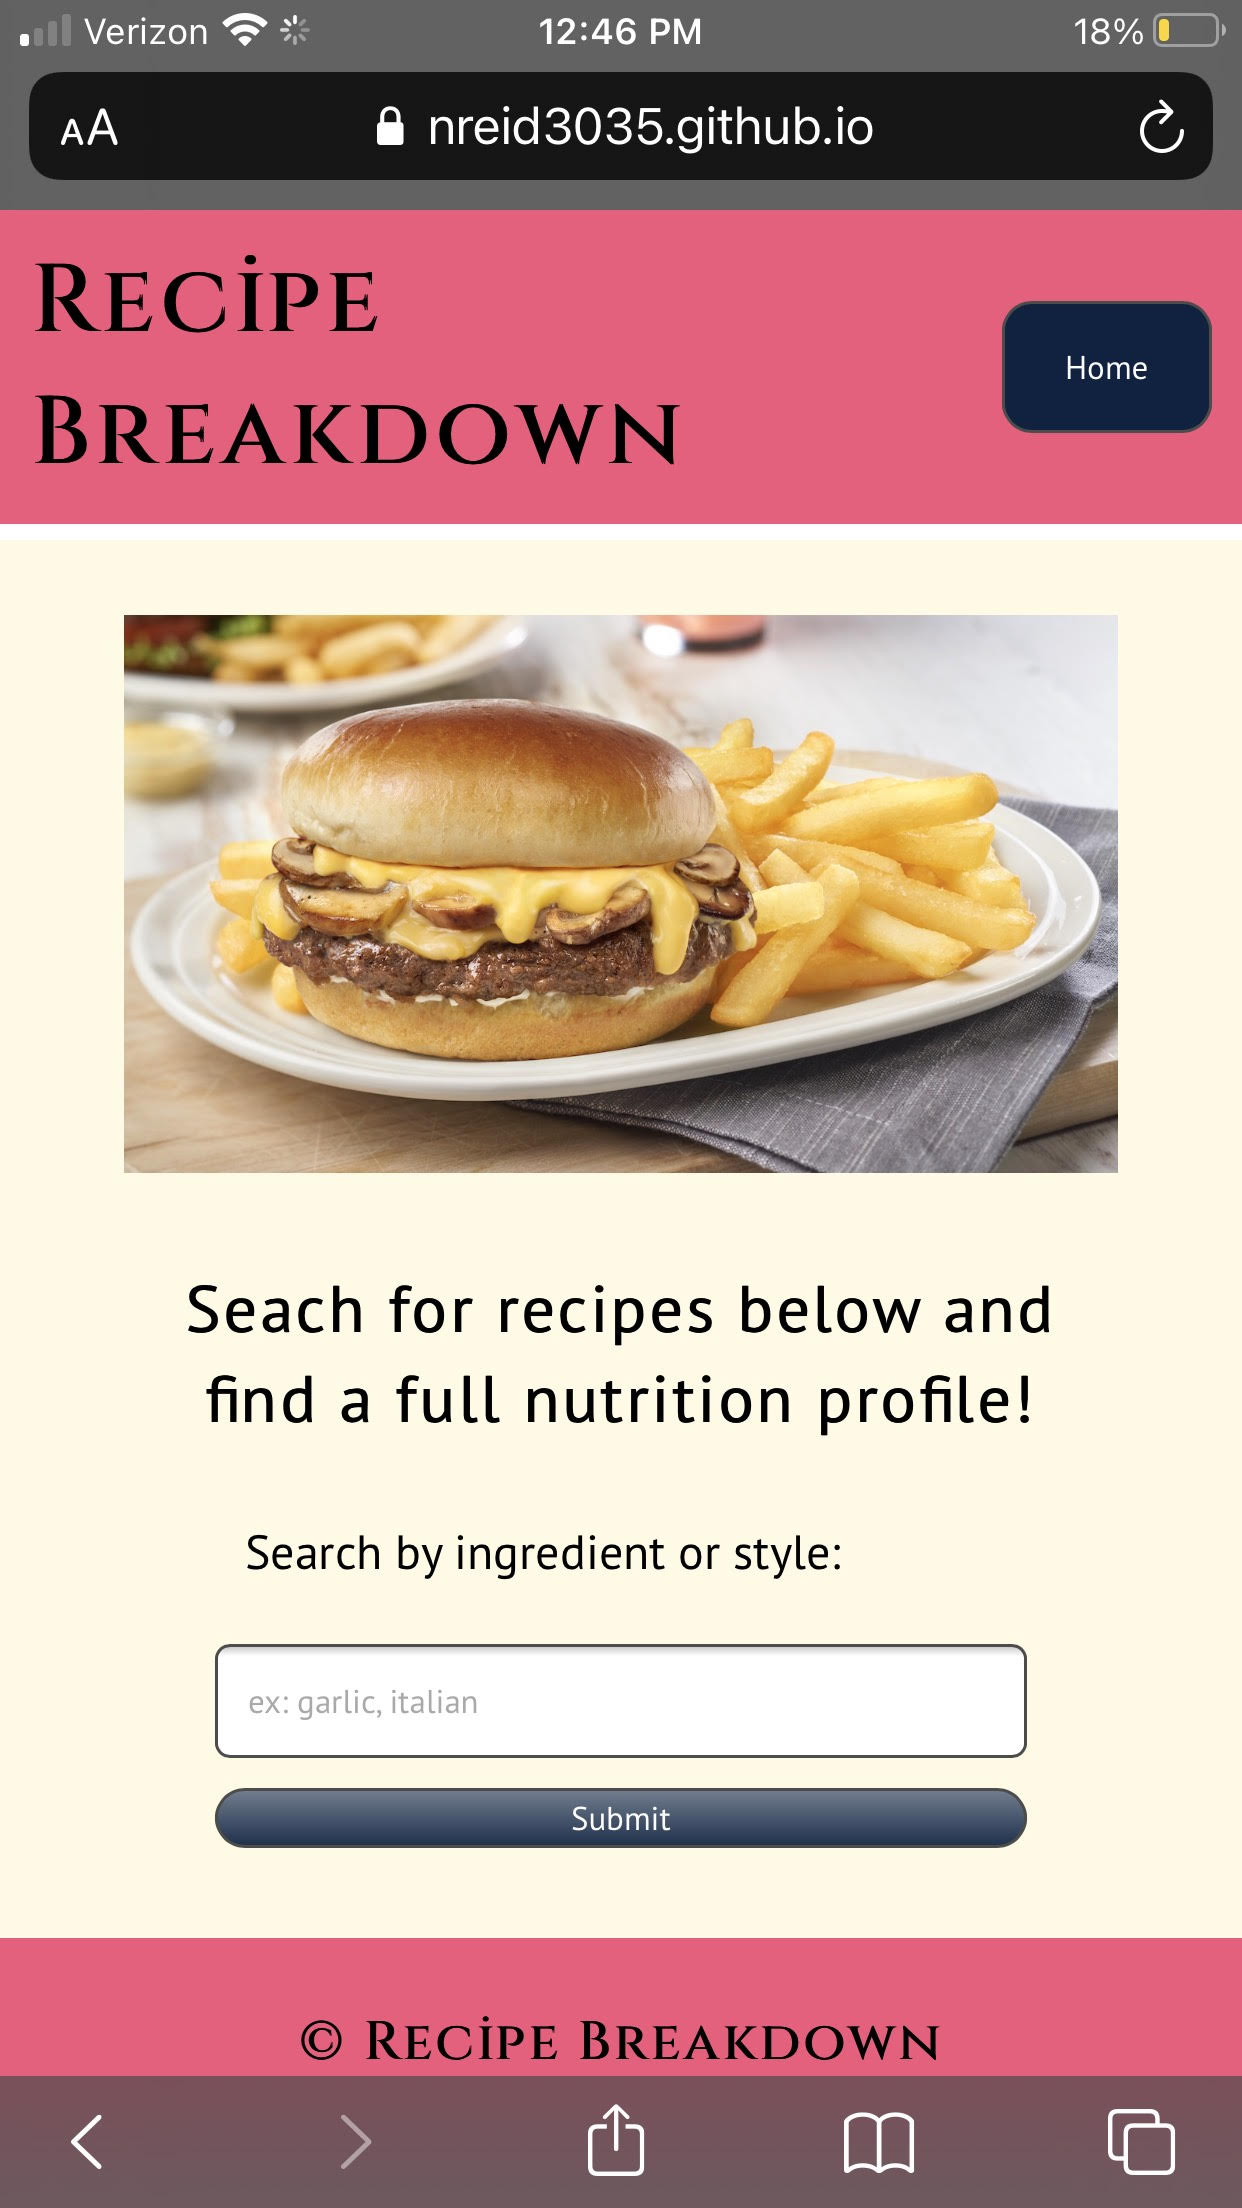 Verizon 12:46 PM 18%
AA nreid3035.github.io
Recipe
Breakdown
Home
Seach for recipes below and
find a full nutrition profile!
Search by ingredient or style:
ex: garlic, italian
Submit
© Recipe Breakdown